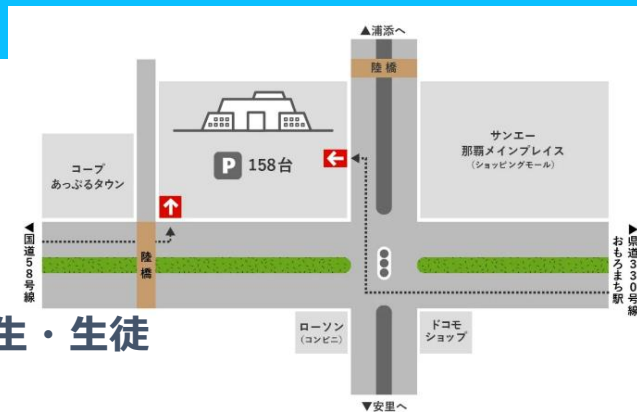 ▲浦添へ
陸橋
サンエー
那覇メインプレイス
(ショッピングモール)
コープ
あっぷるタウン
P 158台
◀国道58号線
陸橋
▶県道330号線
おもろまち駅
生・生徒
ローソン
(コンビニ)
ドコモ
ショップ
▼安里へ